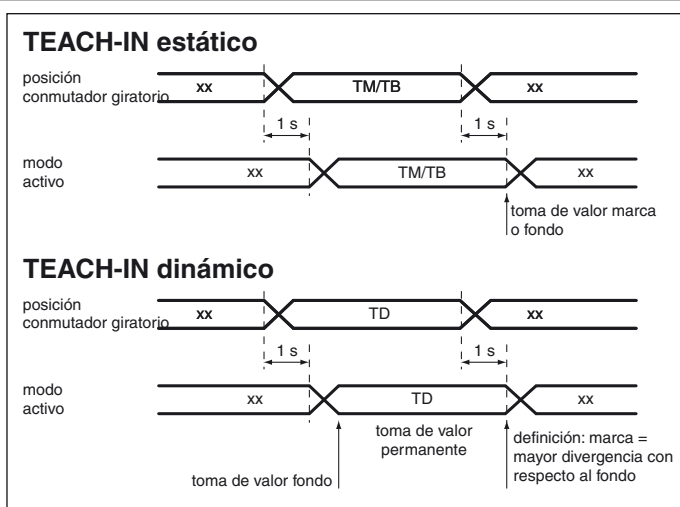 TEACH-IN estático
posición
conmutador giratorio
xx
TM/TB
xx
1 s
1 s
modo
activo
xx
TM/TB
xx
toma de valor marca
o fondo
TEACH-IN dinámico
posición
conmutador giratorio
xx
TD
xx
1 s
1 s
modo
activo
xx
TD
xx
toma de valor
permanente
definición: marca =
mayor divergencia con
respecto al fondo
toma de valor fondo